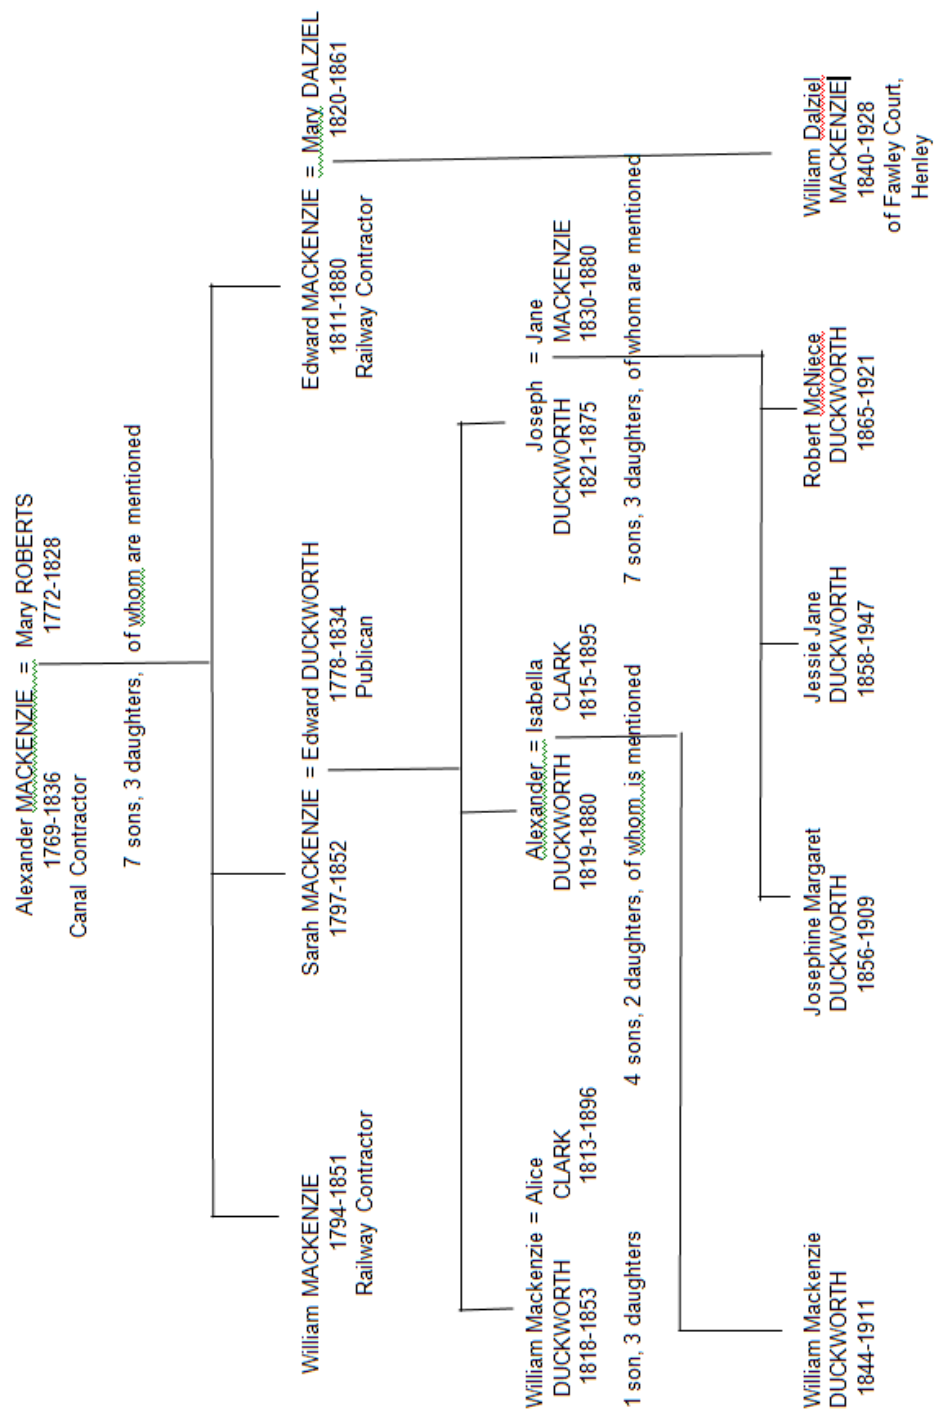 Alexander MACKENZIE = Mary ROBERTS
1769-1836 1772-1828
Canal Contractor
7 sons, 3 daughters, of whom are mentioned
William MACKENZIE
1794-1851
Railway Contractor
Sarah MACKENZIE = Edward DUCKWORTH
1797-1852 1778-1834
Publican
Edward MACKENZIE = Mary DALZIEL
1811-1880 1820-1861
Railway Contractor
William Mackenzie = Alice
DUCKWORTH CLARK
1818-1853 1813-1896
1 son, 3 daughters
Alexander = Isabella
DUCKWORTH CLARK
1819-1880 1815-1895
4 sons, 2 daughters, of whom is mentioned
Joseph = Jane
DUCKWORTH MACKENZIE
1821-1875 1830-1880
7 sons, 3 daughters, of whom are mentioned
William Mackenzie
DUCKWORTH
1844-1911
Josephine Margaret
DUCKWORTH
1856-1909
Jessie Jane
DUCKWORTH
1858-1947
Robert McNiece
DUCKWORTH
1865-1921
William Dalziel
MACKENZIE
1840-1928
of Fawley Court,
Henley